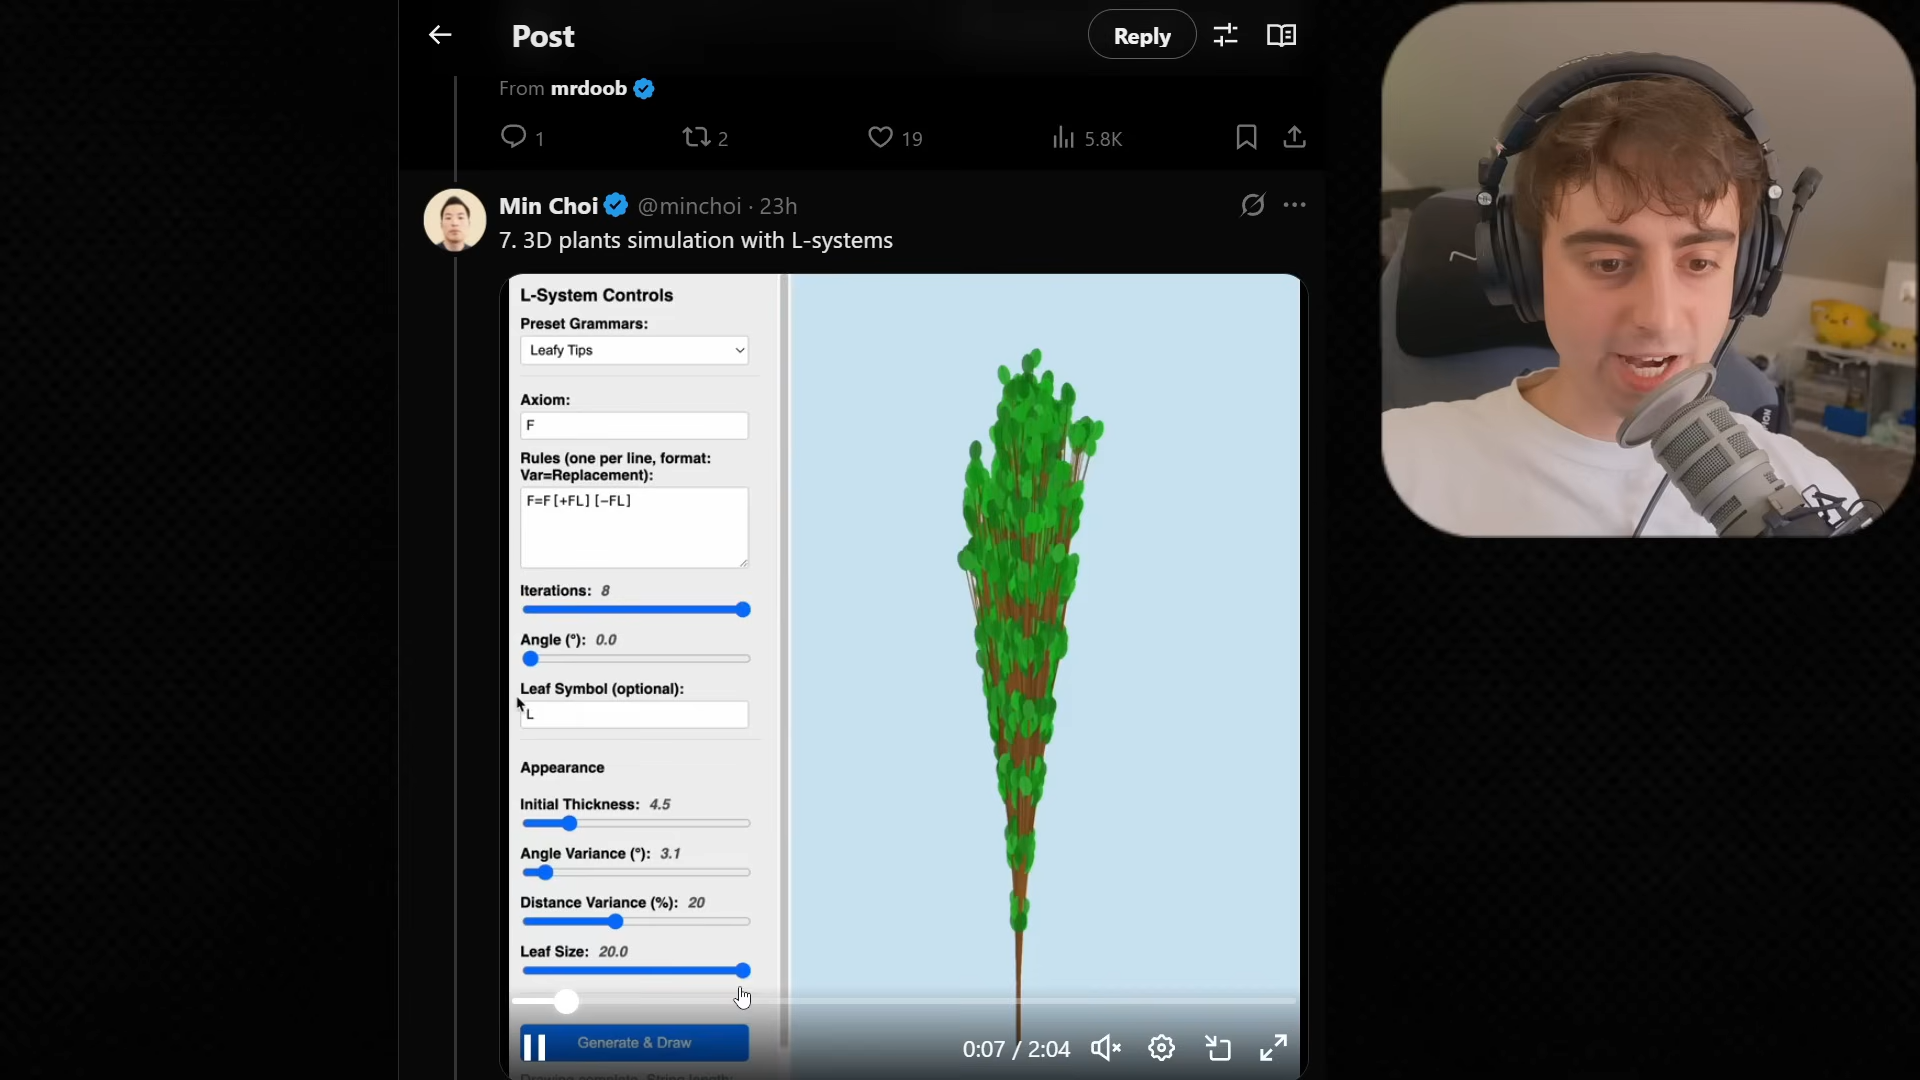 Post
Reply
From mrdoob
1
2
19
5.8K
Min Choi @minchoi · 23h
7. 3D plants simulation with L-systems
L-System Controls
Preset Grammars:
Leafy Tips
Axiom:
F
Rules (one per line, format:
Var=Replacement):
F=F[+FL][-FL]
Iterations: 8
Angle (°): 0.0
Leaf Symbol (optional):
L
Appearance
Initial Thickness: 4.5
Angle Variance (°): 3.1
Distance Variance (%): 20
Leaf Size: 20.0
Generate & Draw
0:07 / 2:04